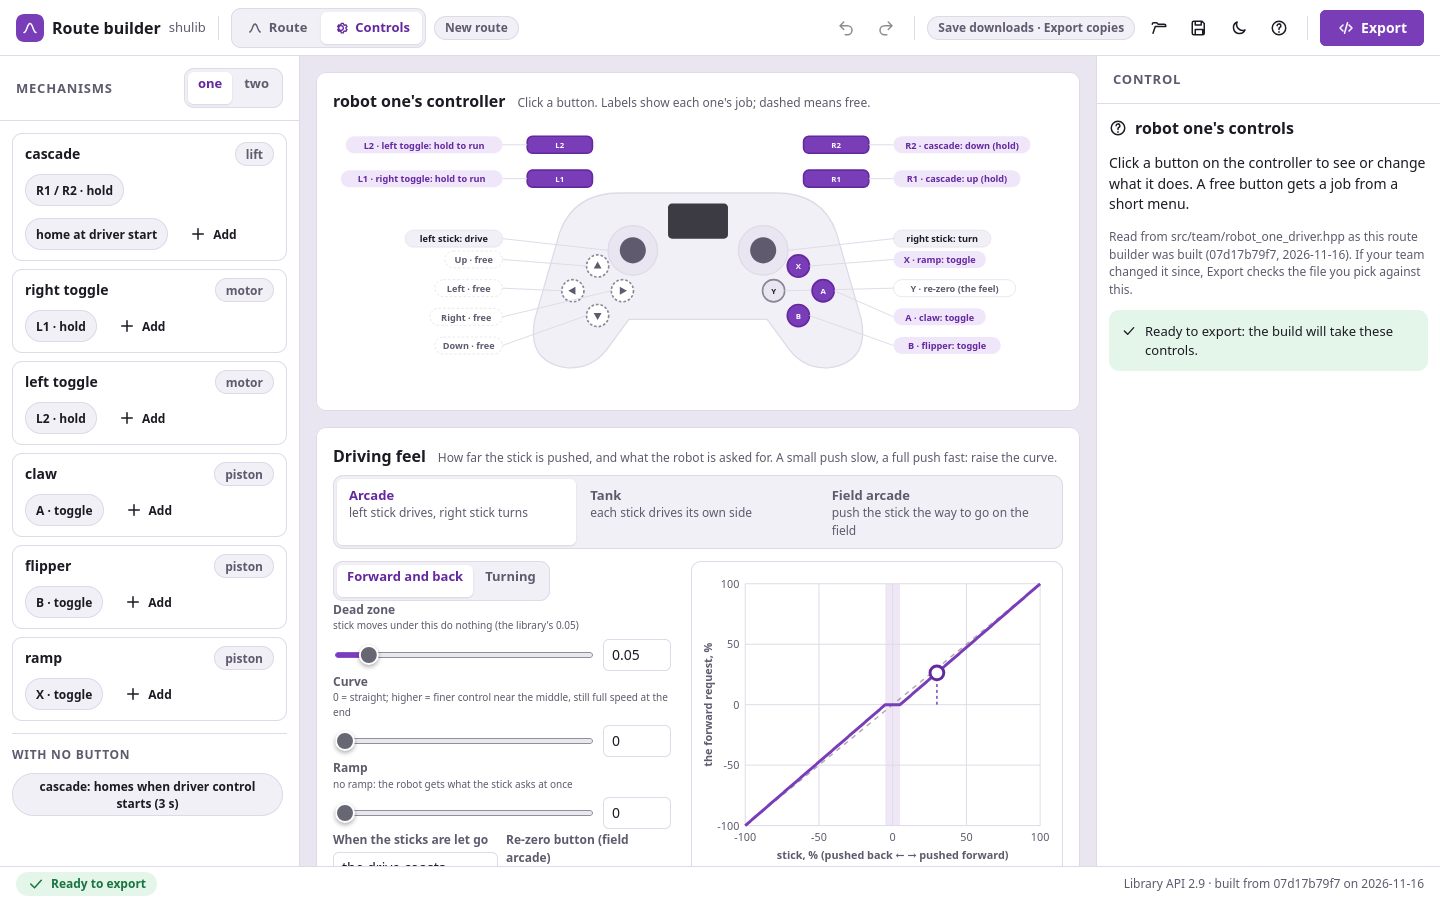 Route builder shulib
Route
Controls
New route
Save downloads · Export copies
Export
MECHANISMS
one
two
cascade
lift
R1 / R2 · hold
home at driver start
Add
right toggle
motor
L1 · hold
Add
left toggle
motor
L2 · hold
Add
claw
piston
A · toggle
Add
flipper
piston
B · toggle
Add
ramp
piston
X · toggle
Add
WITH NO BUTTON
cascade: homes when driver control
starts (3 s)
robot one's controller
Click a button. Labels show each one's job; dashed means free.
L2 · left toggle: hold to run
L2
R2
R2 · cascade: down (hold)
L1 · right toggle: hold to run
L1
R1
R1 · cascade: up (hold)
left stick: drive
right stick: turn
Up · free
X
X · ramp: toggle
Left · free
Y
A
Y · re-zero (the feel)
Right · free
B
A · claw: toggle
Down · free
B · flipper: toggle
Driving feel
How far the stick is pushed, and what the robot is asked for. A small push slow, a full push fast: raise the curve.
Arcade
left stick drives, right stick turns
Tank
each stick drives its own side
Field arcade
push the stick the way to go on the
field
Forward and back
Turning
Dead zone
stick moves under this do nothing (the library's 0.05)
0.05
Curve
0 = straight; higher = finer control near the middle, still full speed at the
end
0
Ramp
no ramp: the robot gets what the stick asks at once
0
When the sticks are let go
the drive coasts
Re-zero button (field
arcade)
the forward request, %
100
50
0
-50
-100
-100
-50
0
50
100
stick, % (pushed back ← → pushed forward)
CONTROL
robot one's controls
Click a button on the controller to see or change
what it does. A free button gets a job from a
short menu.
Read from src/team/robot_one_driver.hpp as this route
builder was built (07d17b79f7, 2026-11-16). If your team
changed it since, Export checks the file you pick against
this.
Ready to export: the build will take these
controls.
Ready to export
Library API 2.9 · built from 07d17b79f7 on 2026-11-16